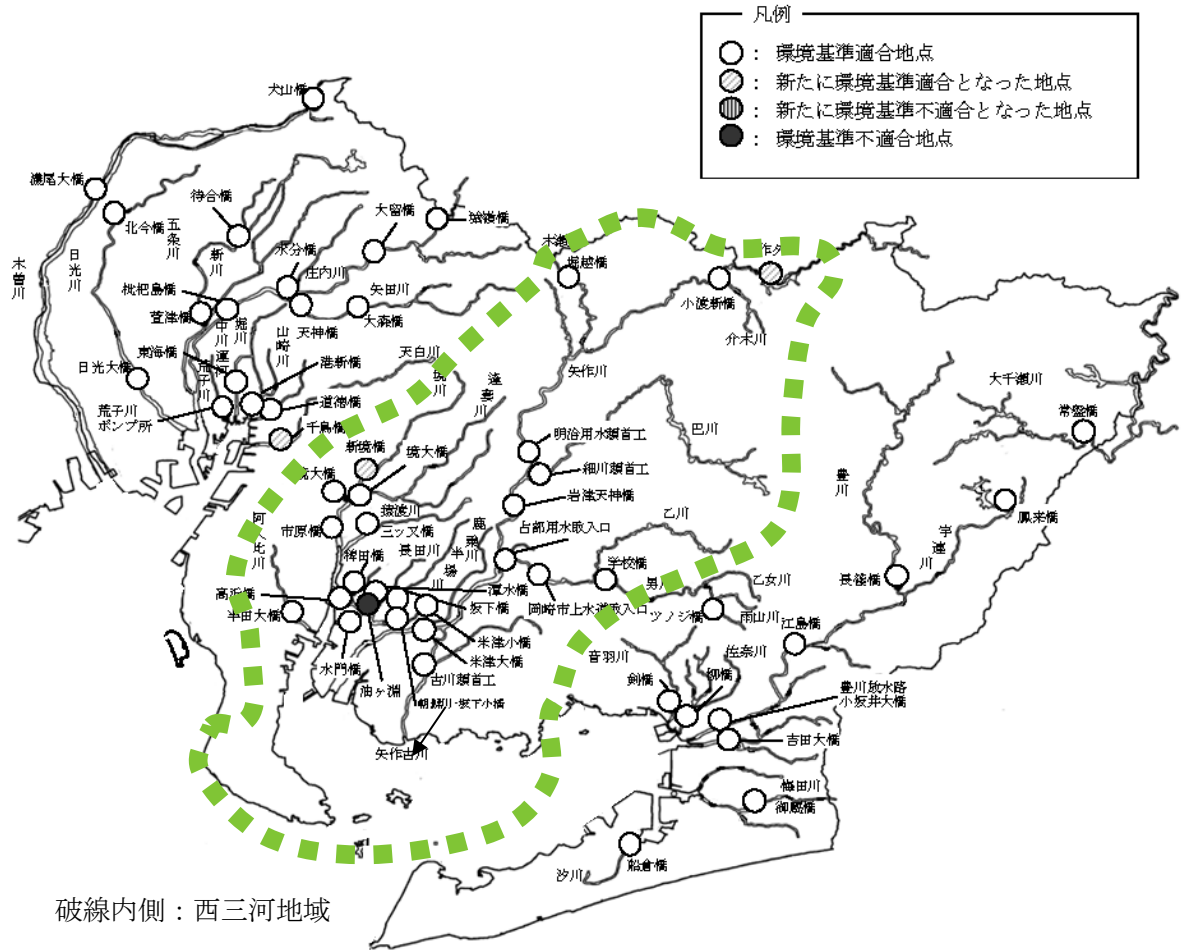 凡例
○ : 環境基準適合地点
: 新たに環境基準適合となった地点
: 新たに環境基準不適合となった地点
● : 環境基準不適合地点
犬山橋
濃尾大橋
北今橋
五条川
待合橋
新川
大留橋
水分橋
庄内川
木曽川
日光川
枇杷島橋
萱津橋
堀川
中川運河
矢田川
大森橋
天神橋
山崎川
東海橋
荒子川
港新橋
日光大橋
荒子川
ポンプ所
道徳橋
千鳥橋
天白川
境川
逢妻川
堀越橋
小渡新橋
介木川
矢作川
大千瀬川
常盤橋
巴川
新境橋
境大橋
明治用水頭首工
細川頭首工
岩津天神橋
豊川
鳳来橋
宇連川
市原橋
猿渡川
三ツ又橋
鹿乗川
占部用水取入口
乙川
長田川
半場川
稗田橋
学校橋
男川
乙女川
長篠橋
高浜橋
半田大橋
潭水橋
坂下橋
岡崎市上水道取入口
ツノジ橋
雨山川
江島橋
米津小橋
米津大橋
音羽川
佐奈川
水門橋
油ヶ淵
古川頭首工
朝鮮川・坂下小橋
剣橋
柳橋
豊川放水路
小坂井大橋
吉田大橋
矢作古川
梅田川
御厩橋
船倉橋
汐川
破線内側：西三河地域